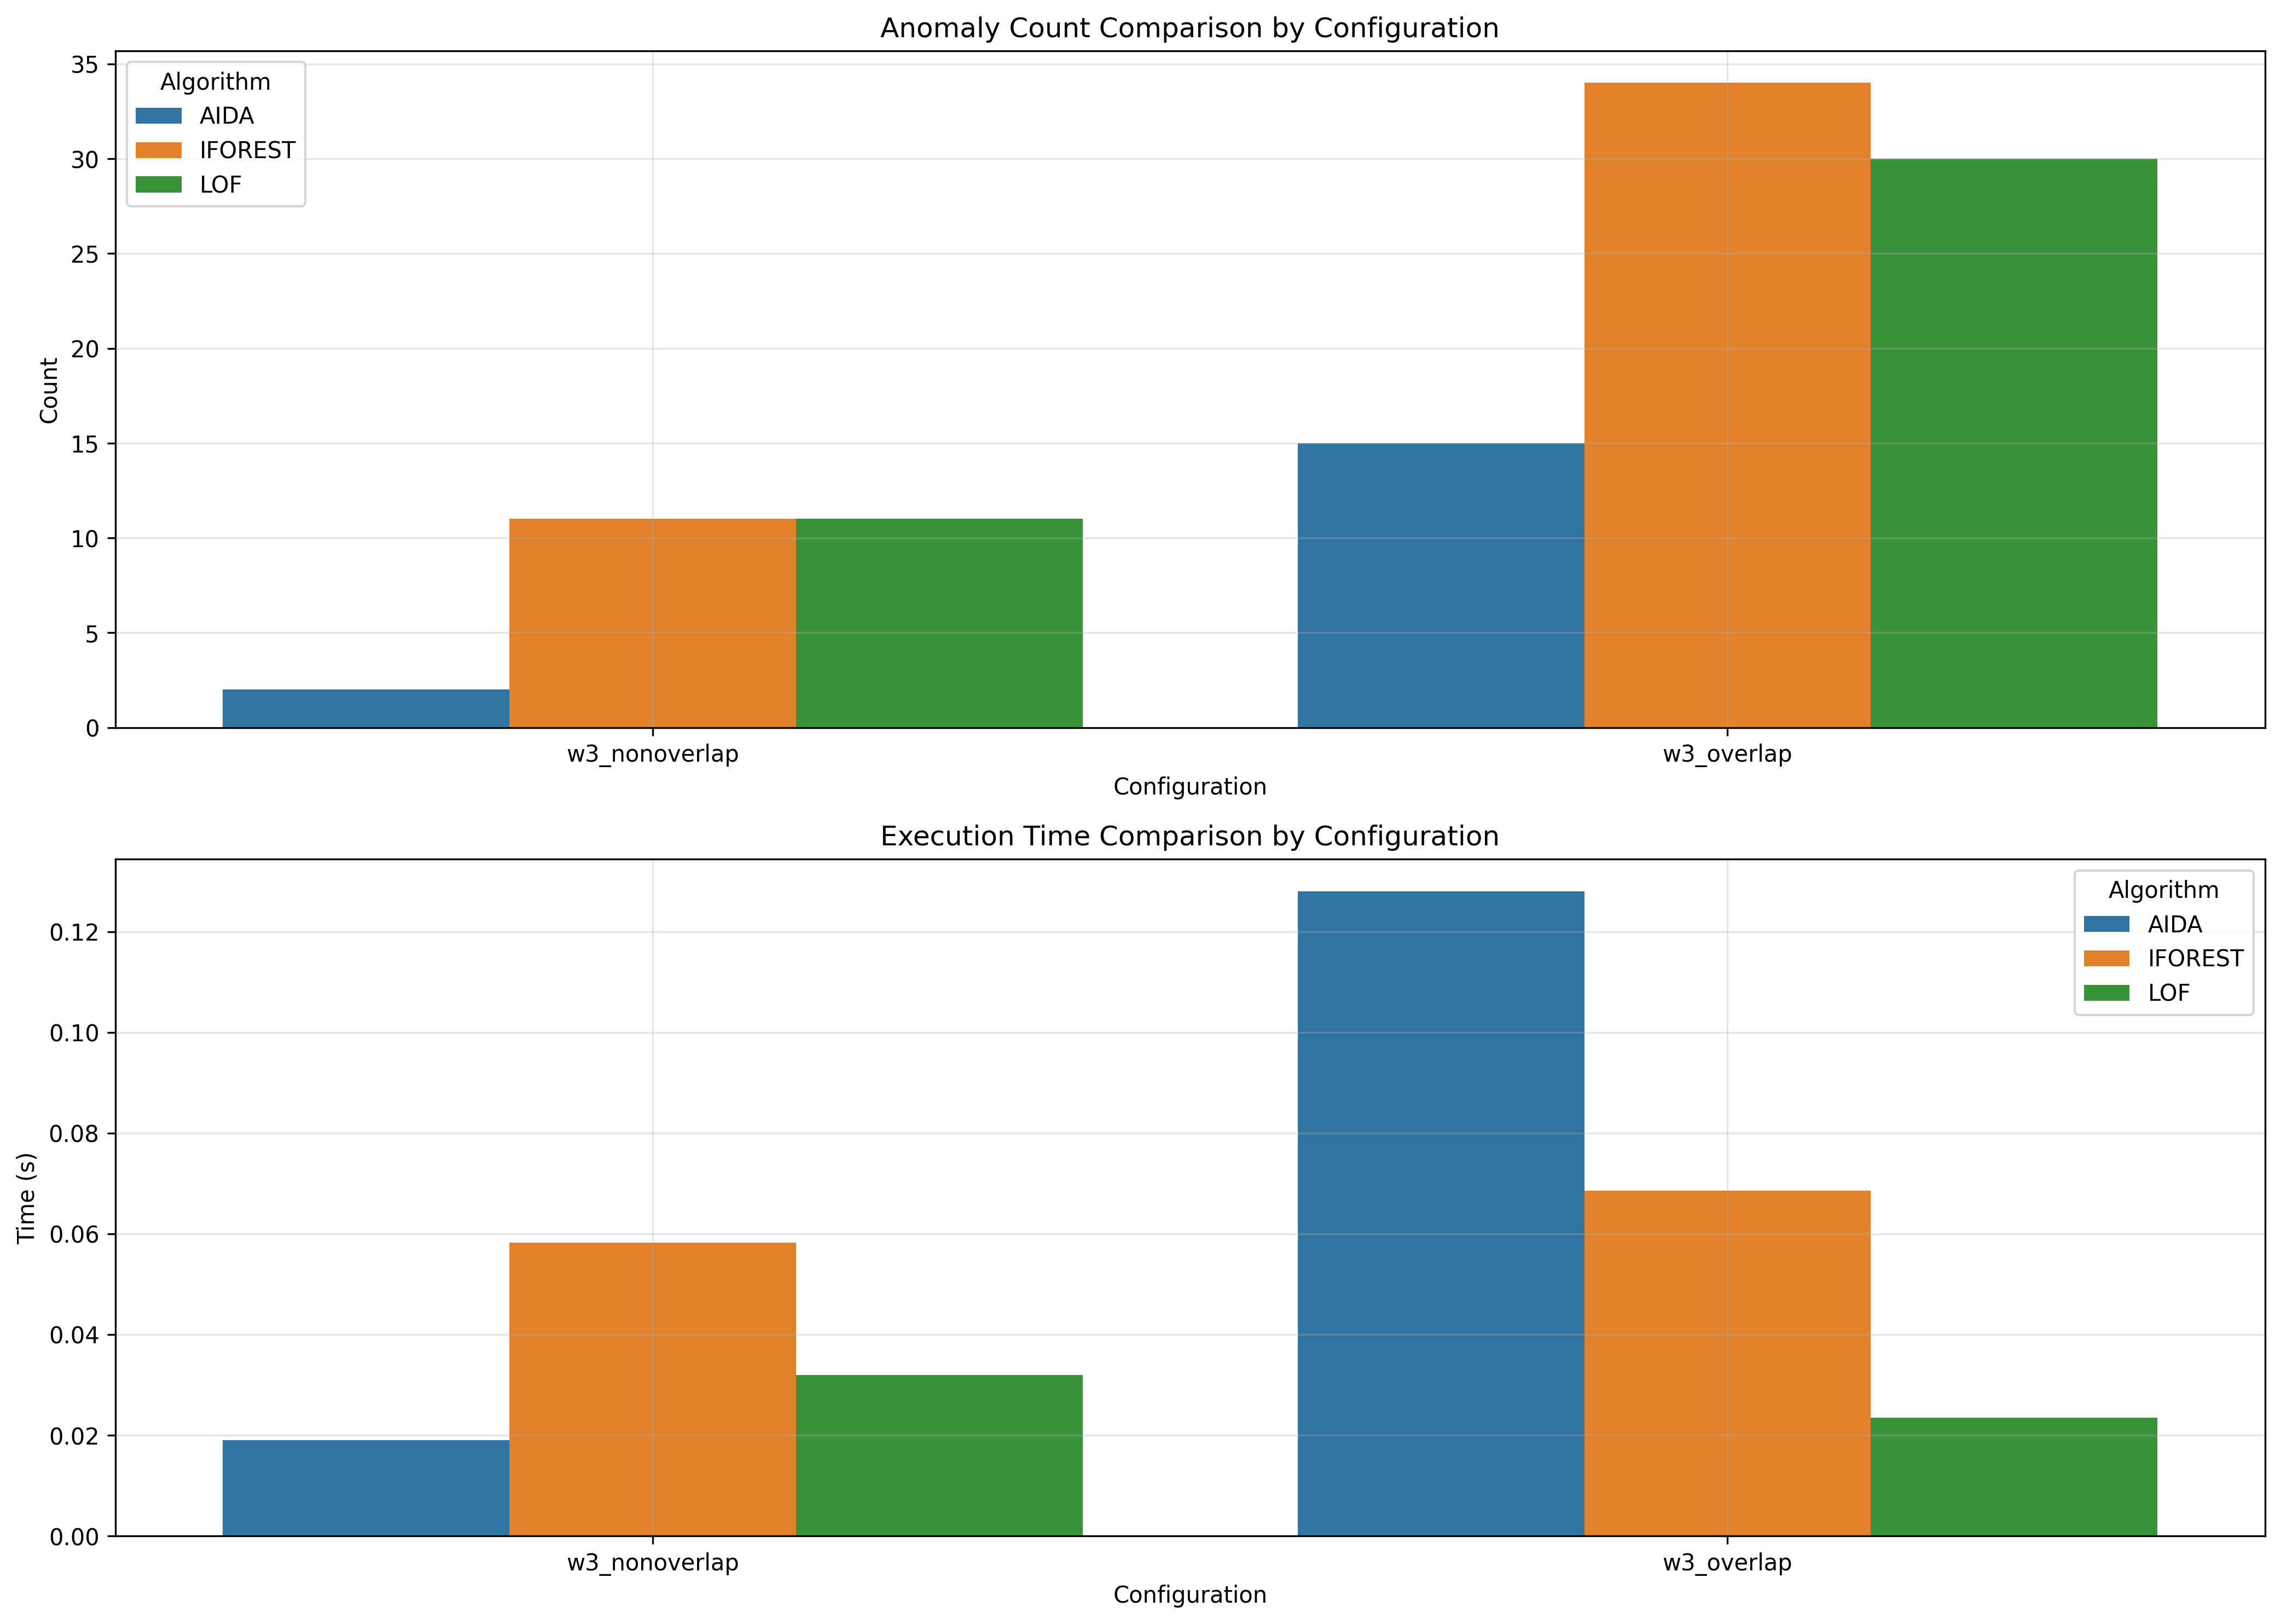 Anomaly Count Comparison by Configuration
35
30
25
20
15
10
5
0
Count
Algorithm
AIDA
IFOREST
LOF
w3_nonoverlap
w3_overlap
Configuration
Execution Time Comparison by Configuration
0.12
0.10
0.08
0.06
0.04
0.02
0.00
Time (s)
Algorithm
AIDA
IFOREST
LOF
w3_nonoverlap
w3_overlap
Configuration